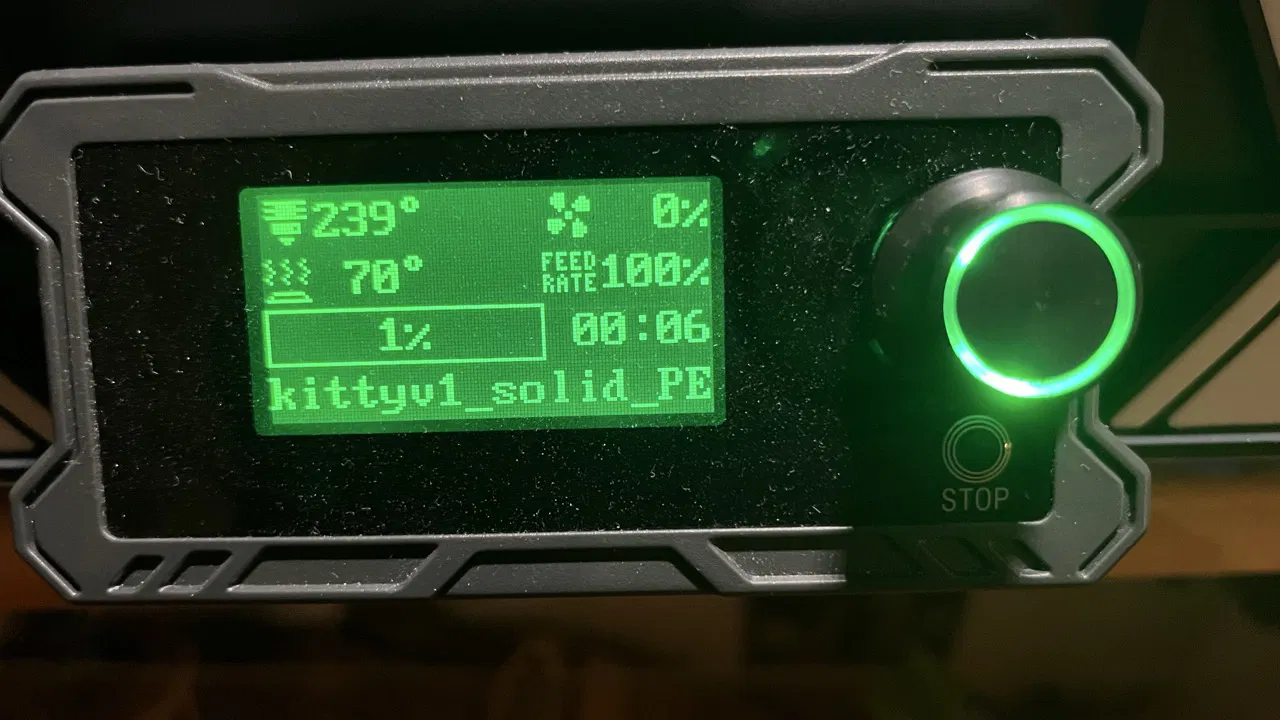 239° 0%
70° FEED RATE 100%
1% 00:06
kittyv1_solid_PE
STOP